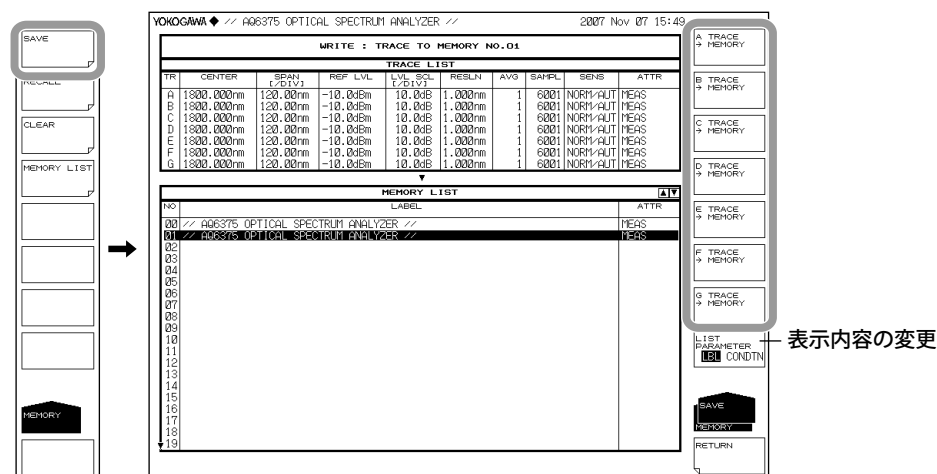 SAVE
RECALL
CLEAR
MEMORY LIST
MEMORY
YOKOGAWA ◆ // AQ6375 OPTICAL SPECTRUM ANALYZER // 2007 Nov 07 15:49
WRITE : TRACE TO MEMORY NO.01
TRACE LIST
TR CENTER SPAN [/DIV] REF LVL LVL SCL [/DIV] RESLN AVG SAMPL SENS ATTR
A 1800.000nm 120.00nm -10.0dBm 10.0dB 1.000nm 1 6001 NORM/AUT MEAS
B 1800.000nm 120.00nm -10.0dBm 10.0dB 1.000nm 1 6001 NORM/AUT MEAS
C 1800.000nm 120.00nm -10.0dBm 10.0dB 1.000nm 1 6001 NORM/AUT MEAS
D 1800.000nm 120.00nm -10.0dBm 10.0dB 1.000nm 1 6001 NORM/AUT MEAS
E 1800.000nm 120.00nm -10.0dBm 10.0dB 1.000nm 1 6001 NORM/AUT MEAS
F 1800.000nm 120.00nm -10.0dBm 10.0dB 1.000nm 1 6001 NORM/AUT MEAS
G 1800.000nm 120.00nm -10.0dBm 10.0dB 1.000nm 1 6001 NORM/AUT MEAS
MEMORY LIST
NO LABEL ATTR
00 // AQ6375 OPTICAL SPECTRUM ANALYZER // MEAS
01 // AQ6375 OPTICAL SPECTRUM ANALYZER // MEAS
02
03
04
05
06
07
08
09
10
11
12
13
14
15
16
17
18
19
A TRACE
→ MEMORY
B TRACE
→ MEMORY
C TRACE
→ MEMORY
D TRACE
→ MEMORY
E TRACE
→ MEMORY
F TRACE
→ MEMORY
G TRACE
→ MEMORY
LIST
PARAMETER
LBL CONDTN
表示内容の変更
SAVE
MEMORY
RETURN